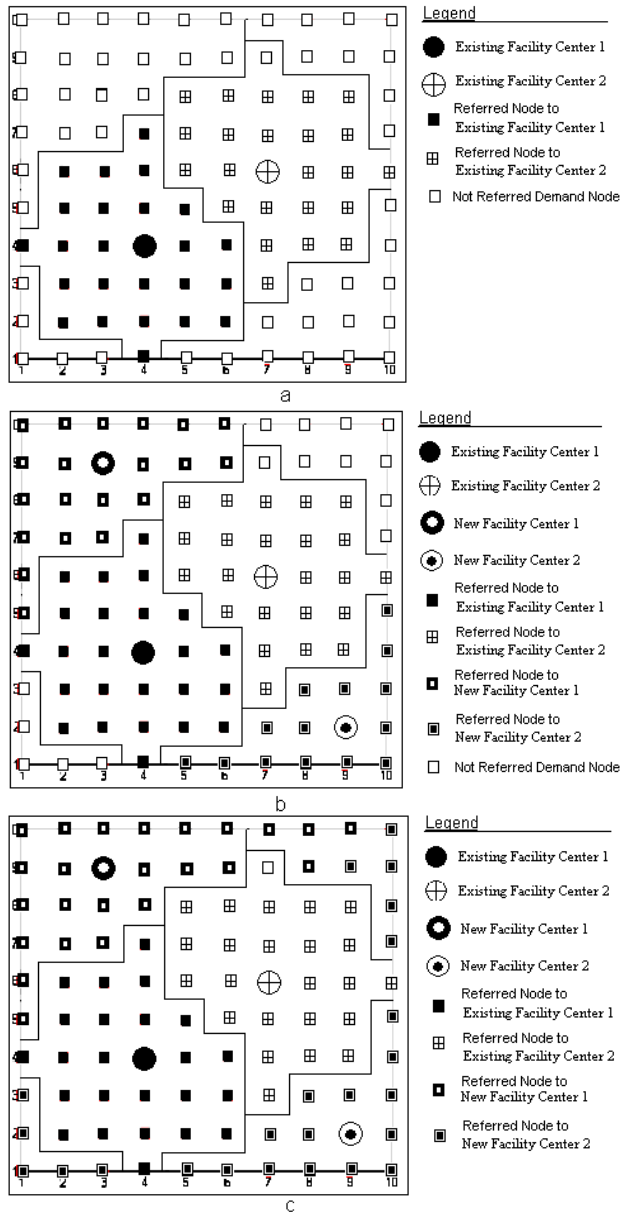 Legend
Existing Facility Center 1
Existing Facility Center 2
Referred Node to
Existing Facility Center 1
Referred Node to
Existing Facility Center 2
Not Referred Demand Node
1 2 3 4 5 6 7 8 9 10
a
Legend
Existing Facility Center 1
Existing Facility Center 2
New Facility Center 1
New Facility Center 2
Referred Node to
Existing Facility Center 1
Referred Node to
Existing Facility Center 2
Referred Node to
New Facility Center 1
Referred Node to
New Facility Center 2
Not Referred Demand Node
1 2 3 4 5 6 7 8 9 10
b
Legend
Existing Facility Center 1
Existing Facility Center 2
New Facility Center 1
New Facility Center 2
Referred Node to
Existing Facility Center 1
Referred Node to
Existing Facility Center 2
Referred Node to
New Facility Center 1
Referred Node to
New Facility Center 2
1 2 3 4 5 6 7 8 9 10
c